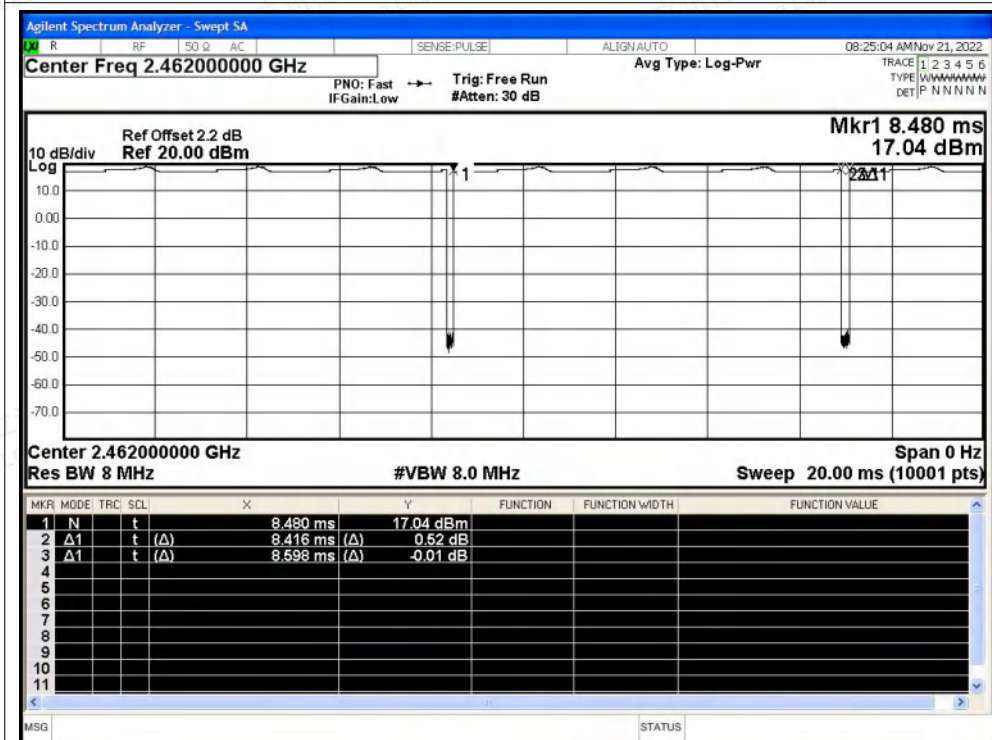 Agilent Spectrum Analyzer - Swept SA
LXI R RF 50 Ω AC SENSE:PULSE ALIGN AUTO 08:25:04 AM Nov 21, 2022
Center Freq 2.462000000 GHz Avg Type: Log-Pwr TRACE 1 2 3 4 5 6
PNO: Fast Trig: Free Run TYPE WWWWWW
IFGain:Low #Atten: 30 dB DET P N N N N N
Mkr1 8.480 ms
Ref Offset 2.2 dB
10 dB/div Ref 20.00 dBm 17.04 dBm
Log
1
10.0
0.00
-10.0
-20.0
-30.0
-40.0
-50.0
-60.0
-70.0
Center 2.462000000 GHz Span 0 Hz
Res BW 8 MHz #VBW 8.0 MHz Sweep 20.00 ms (10001 pts)
MKR MODE TRC SCL X Y FUNCTION FUNCTION WIDTH FUNCTION VALUE
1 N t 8.480 ms 17.04 dBm
2 Δ1 t (Δ) 8.416 ms (Δ) 0.52 dB
3 Δ1 t (Δ) 8.598 ms (Δ) -0.01 dB
4
5
6
7
8
9
10
11
MSG STATUS